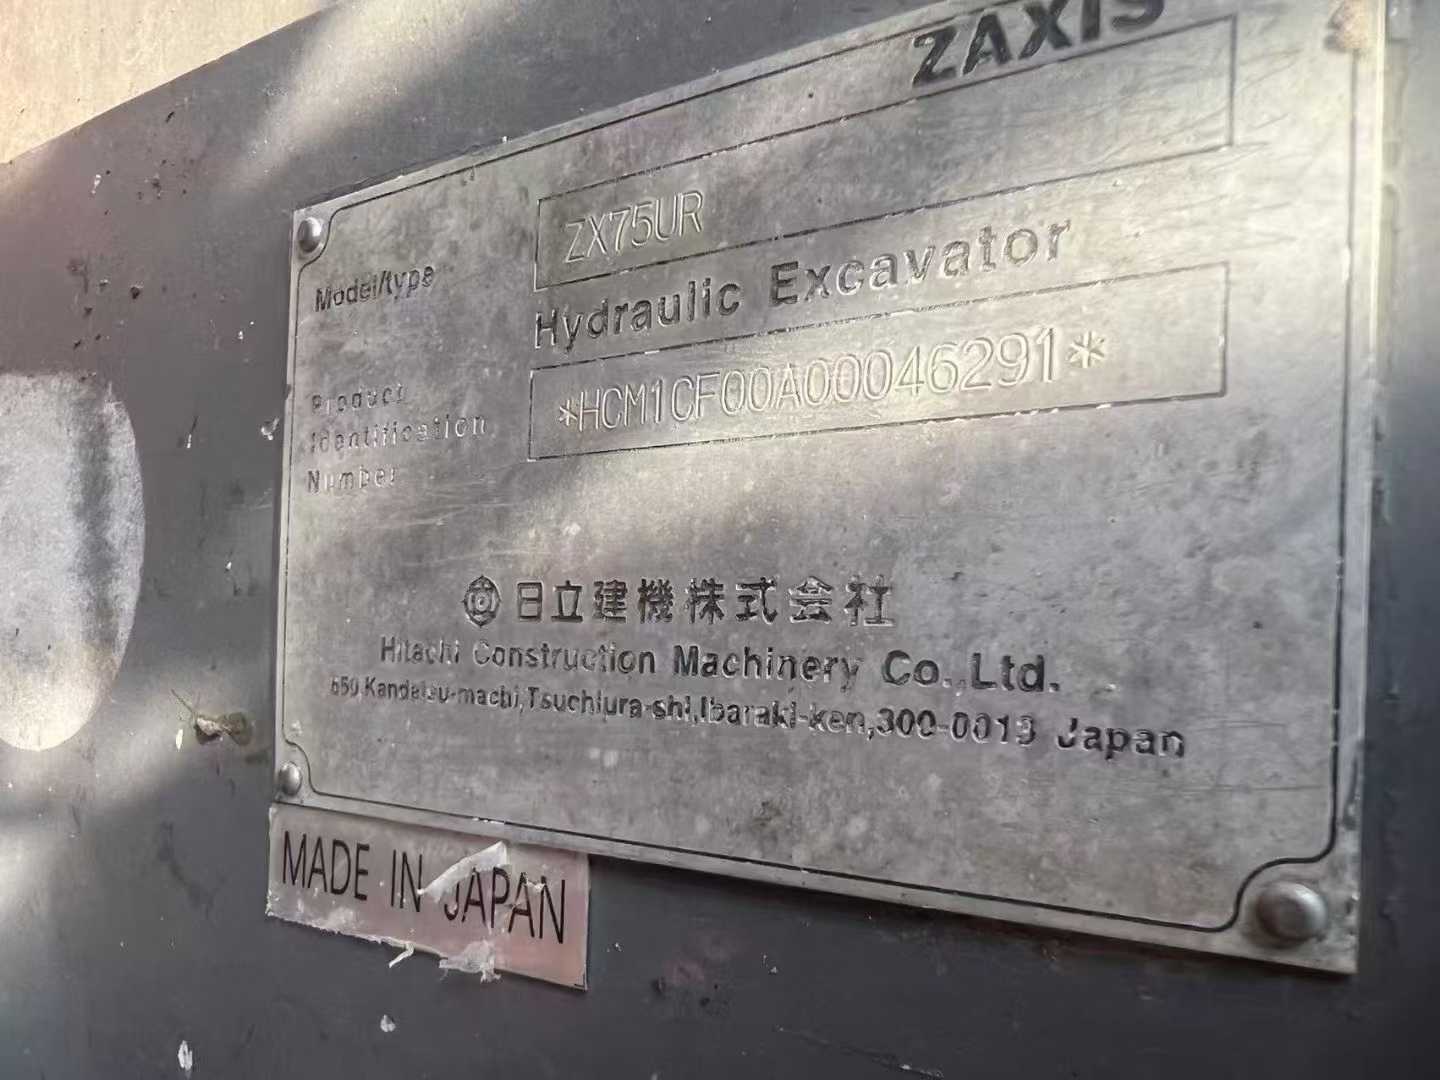 ZAXIS
Model/type
ZX75UR
Hydraulic Excavator
Product
Identification
Number
*HCM1CF00A00046291*
日立建機株式会社
Hitachi Construction Machinery Co.,Ltd.
650,Kandatsu-machi,Tsuchiura-shi,Ibaraki-ken,300-0013 Japan
MADE IN JAPAN